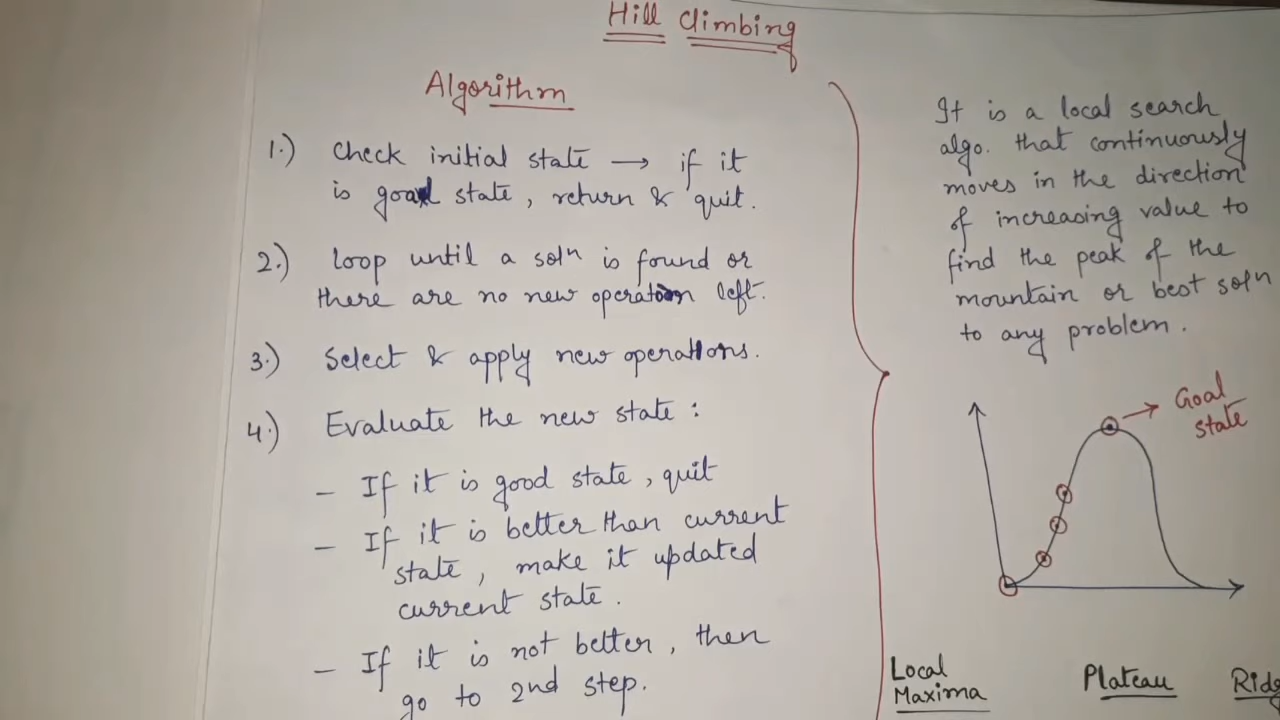 Hill Climbing
Algorithm
1.) Check initial state → if it
is goal state, return & quit.
2.) Loop until a solⁿ is found or
there are no new operation left.
3.) Select & apply new operations.
4.) Evaluate the new state :
- If it is good state, quit
- If it is better than current
state, make it updated
current state.
- If it is not better, then
go to 2nd step.
It is a local search
algo. that continuously
moves in the direction
of increasing value to
find the peak of the
mountain or best solⁿ
to any problem.
→ Goal
state
Local
Maxima
Plateau